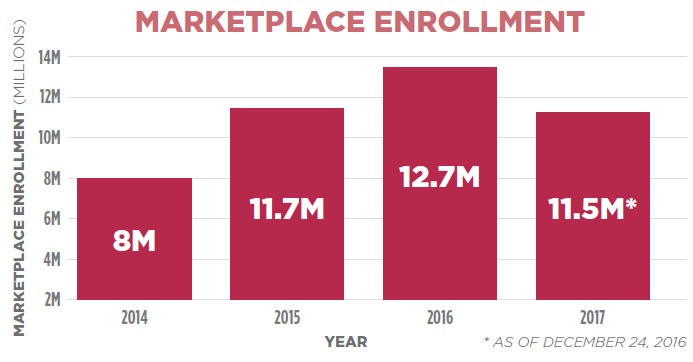 MARKETPLACE ENROLLMENT
MARKETPLACE ENROLLMENT (MILLIONS)
14M
12M
10M
8M
6M
4M
2M
8M
11.7M
12.7M
11.5M*
2014
2015
2016
2017
YEAR
* AS OF DECEMBER 24, 2016